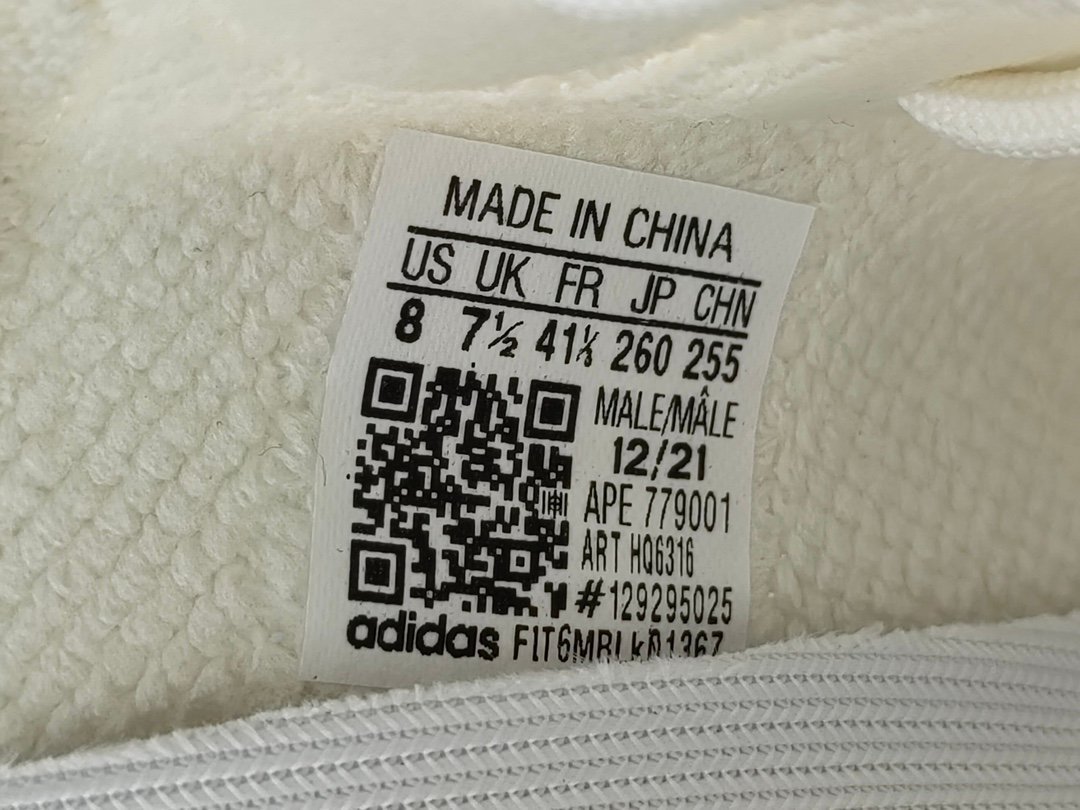 MADE IN CHINA
US UK FR JP CHN
8 7½ 41⅓ 260 255
MALE/MÂLE
12/21
APE 779001
ART HQ6316
#129295025
adidas